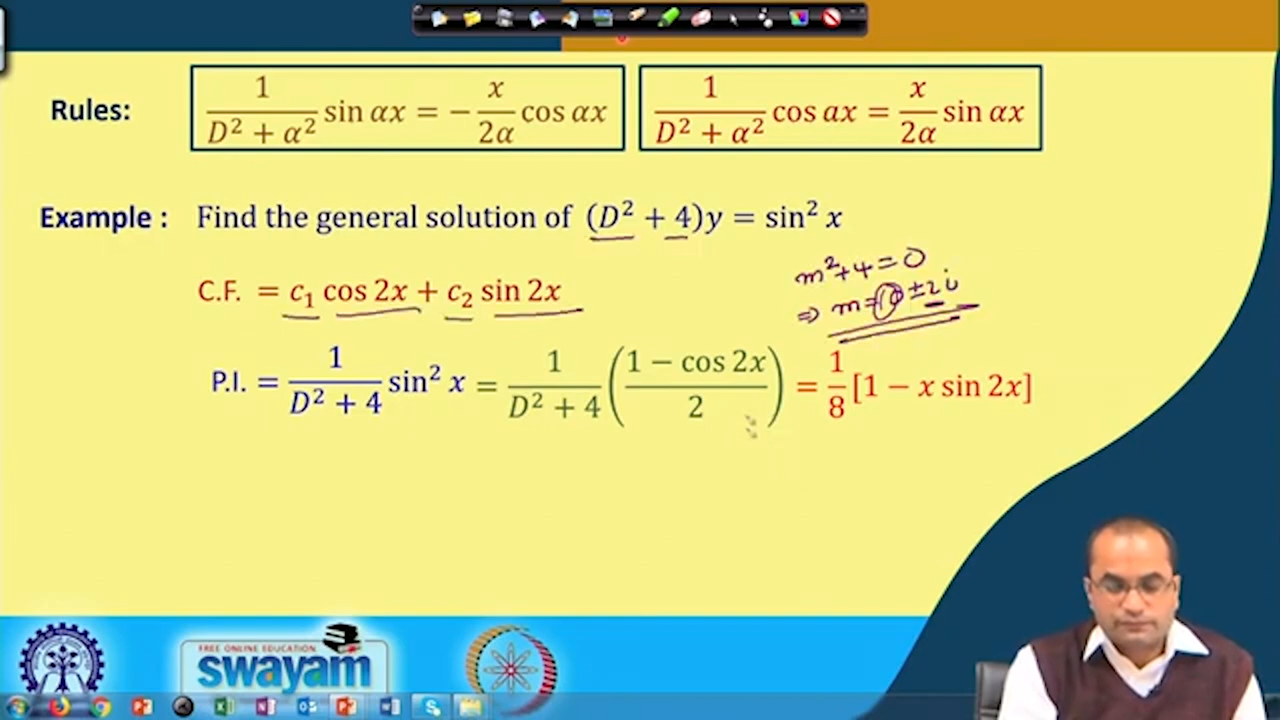 Rules: 1/(D² + α²) sin αx = −x/(2α) cos αx 1/(D² + α²) cos ax = x/(2α) sin αx
Example : Find the general solution of (D² + 4)y = sin² x
m²+4=0
C.F. = c₁ cos 2x + c₂ sin 2x
⇒ m=0±2i
P.I. = 1/(D² + 4) sin² x = 1/(D² + 4) ((1 − cos 2x)/2) = 1/8 [1 − x sin 2x]
FREE ONLINE EDUCATION
swayam